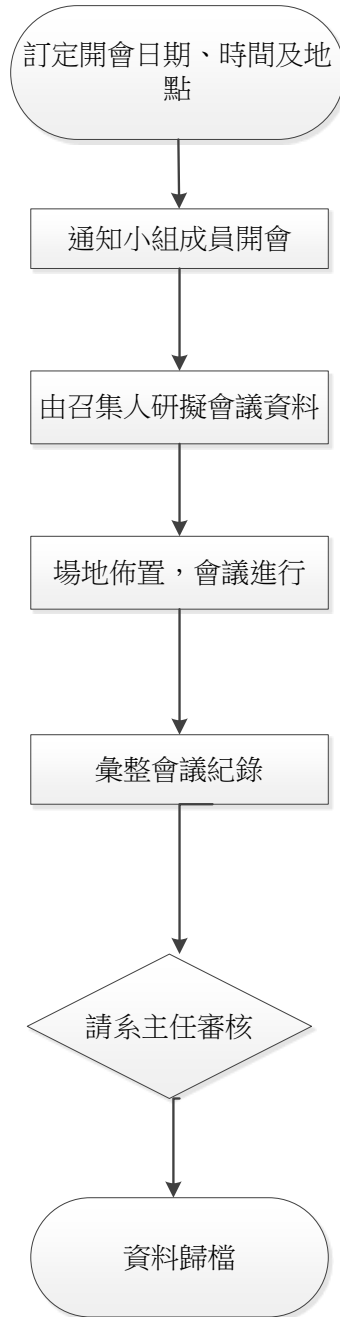 訂定開會日期、時間及地
點
通知小組成員開會
由召集人研擬會議資料
場地佈置，會議進行
彙整會議紀錄
請系主任審核
資料歸檔